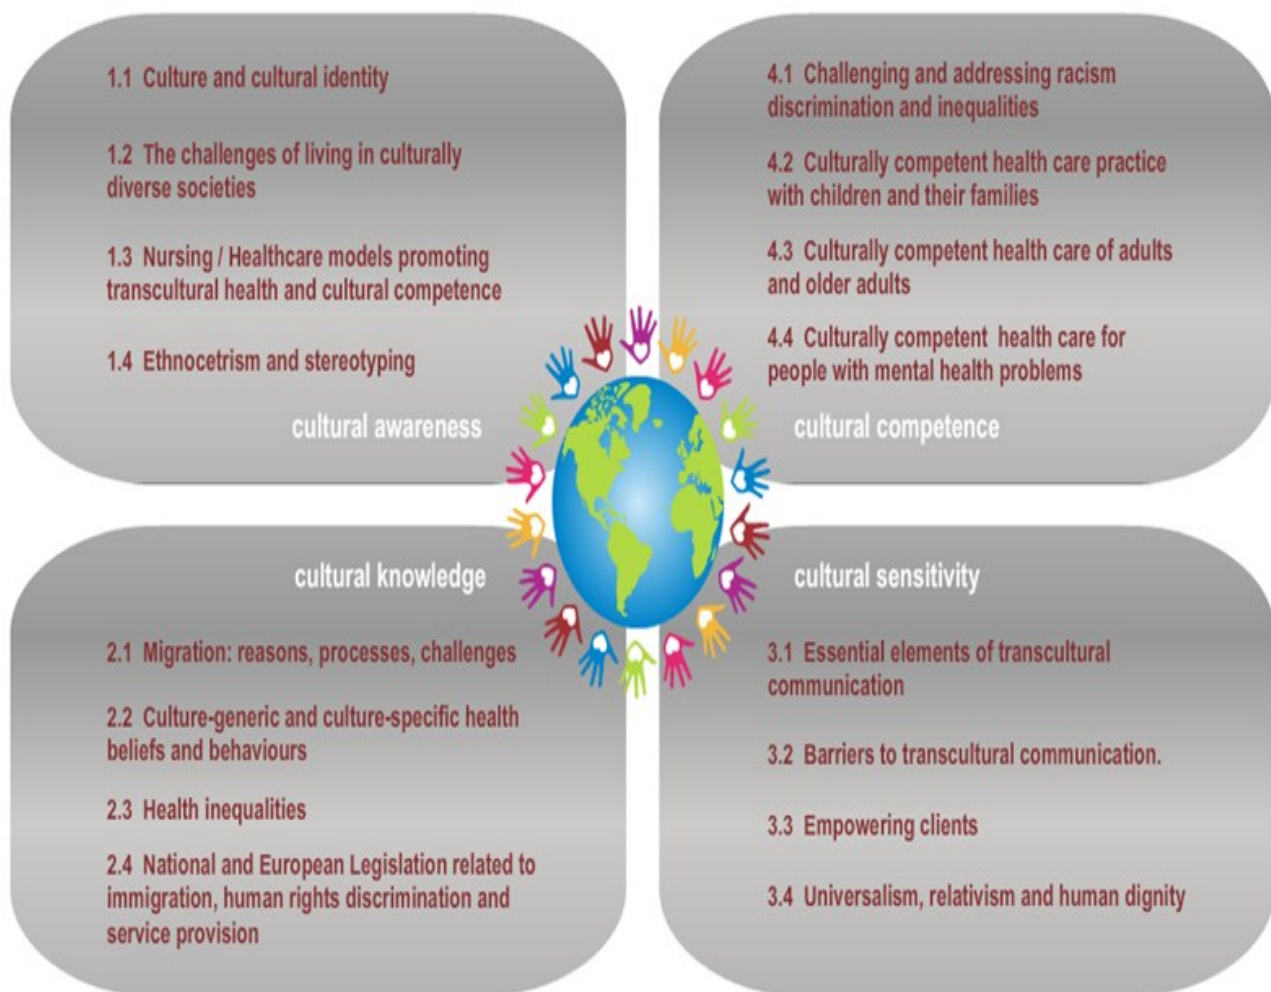 1.1 Culture and cultural identity
1.2 The challenges of living in culturally
diverse societies
1.3 Nursing / Healthcare models promoting
transcultural health and cultural competence
1.4 Ethnocetrism and stereotyping
cultural awareness
4.1 Challenging and addressing racism
discrimination and inequalities
4.2 Culturally competent health care practice
with children and their families
4.3 Culturally competent health care of adults
and older adults
4.4 Culturally competent health care for
people with mental health problems
cultural competence
cultural knowledge
2.1 Migration: reasons, processes, challenges
2.2 Culture-generic and culture-specific health
beliefs and behaviours
2.3 Health inequalities
2.4 National and European Legislation related to
immigration, human rights discrimination and
service provision
cultural sensitivity
3.1 Essential elements of transcultural
communication
3.2 Barriers to transcultural communication.
3.3 Empowering clients
3.4 Universalism, relativism and human dignity